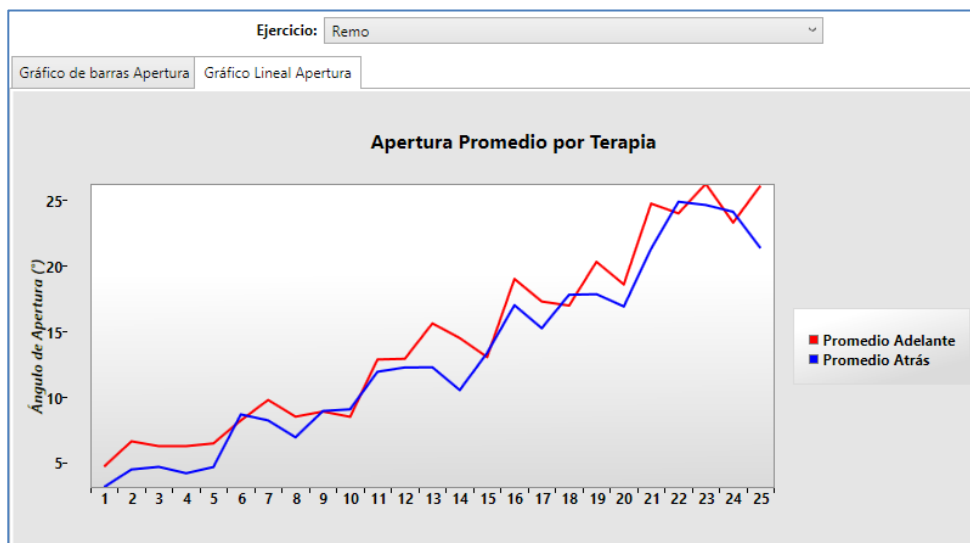 Ejercicio: Remo
Gráfico de barras Apertura Gráfico Lineal Apertura
Apertura Promedio por Terapia
Ángulo de Apertura (°)
25
20
15
10
5
1 2 3 4 5 6 7 8 9 10 11 12 13 14 15 16 17 18 19 20 21 22 23 24 25
Promedio Adelante
Promedio Atrás